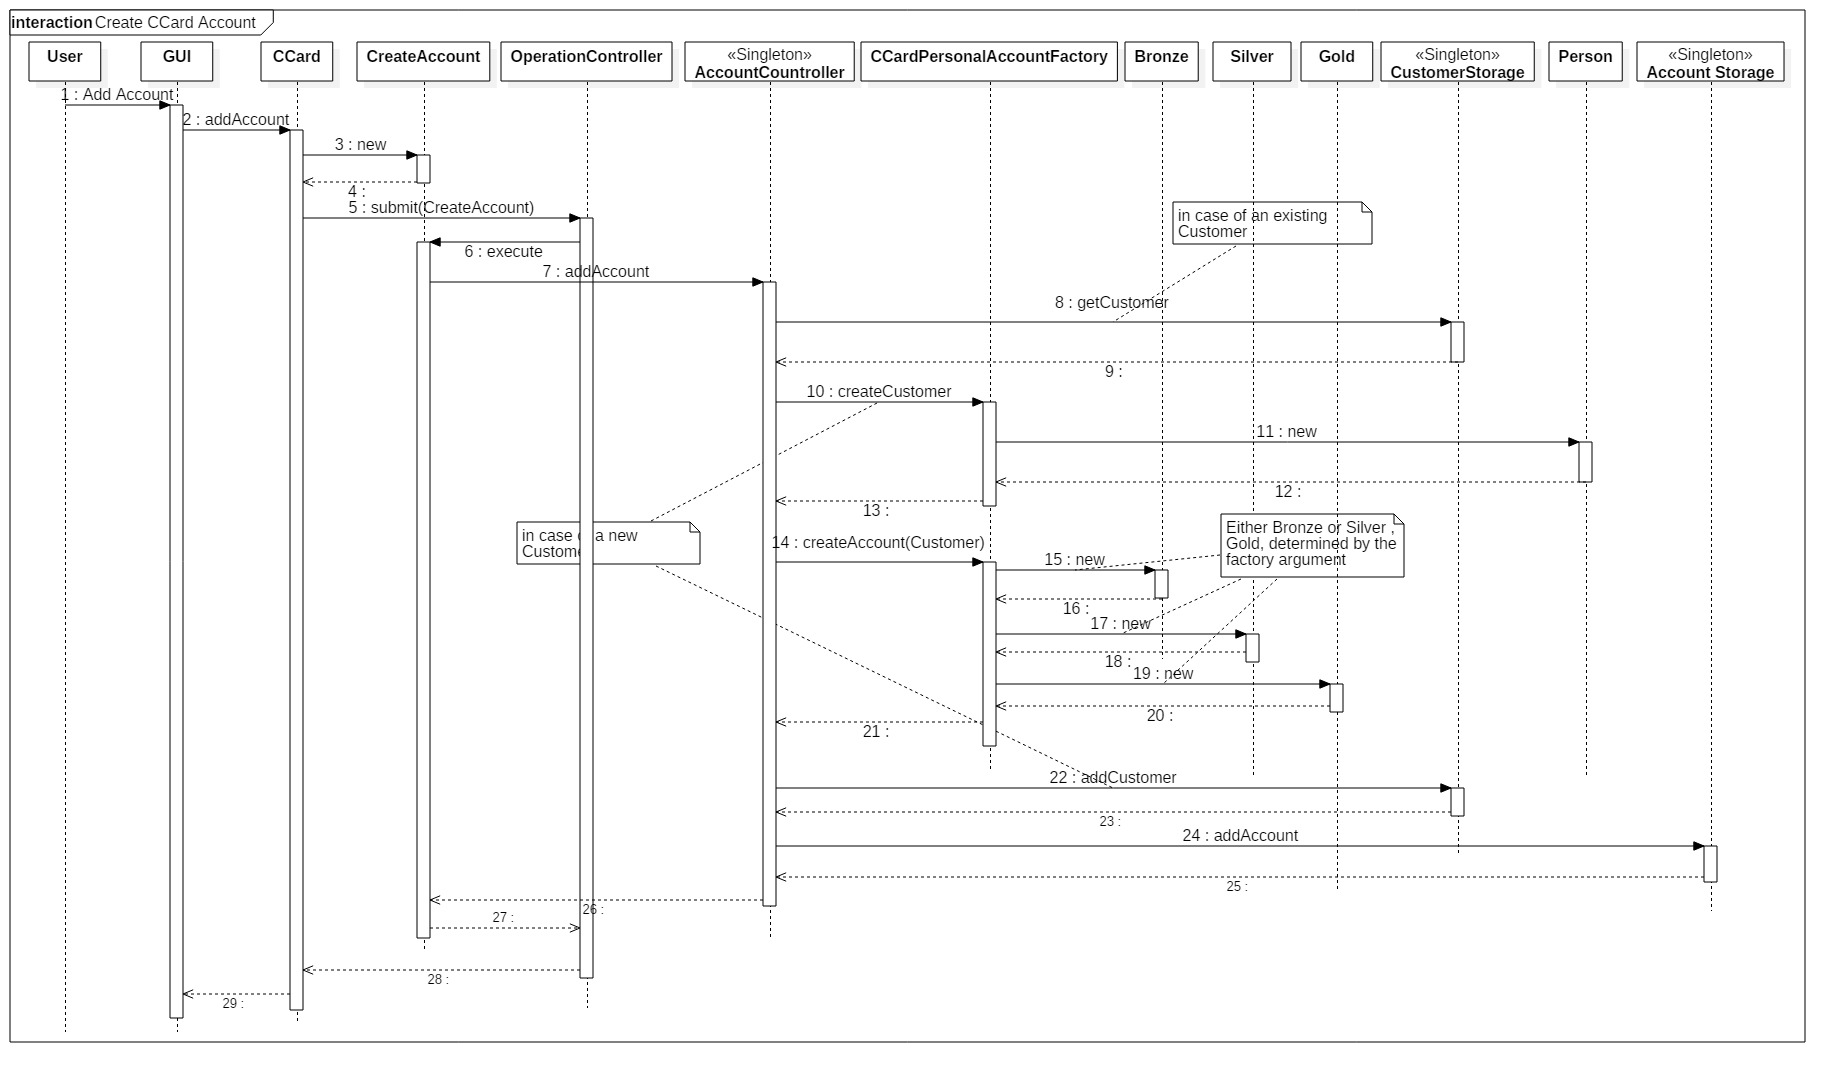 interaction Create CCard Account
User
GUI
CCard
CreateAccount
OperationController
«Singleton»
AccountCountroller
CCardPersonalAccountFactory
Bronze
Silver
Gold
«Singleton»
CustomerStorage
Person
«Singleton»
Account Storage
1 : Add Account
2 : addAccount
3 : new
4 :
5 : submit(CreateAccount)
in case of an existing
Customer
6 : execute
7 : addAccount
8 : getCustomer
9 :
10 : createCustomer
11 : new
12 :
13 :
in case of a new
Customer
14 : createAccount(Customer)
Either Bronze or Silver ,
Gold, determined by the
factory argument
15 : new
16 :
17 : new
18 :
19 : new
20 :
21 :
22 : addCustomer
23 :
24 : addAccount
25 :
26 :
27 :
28 :
29 :